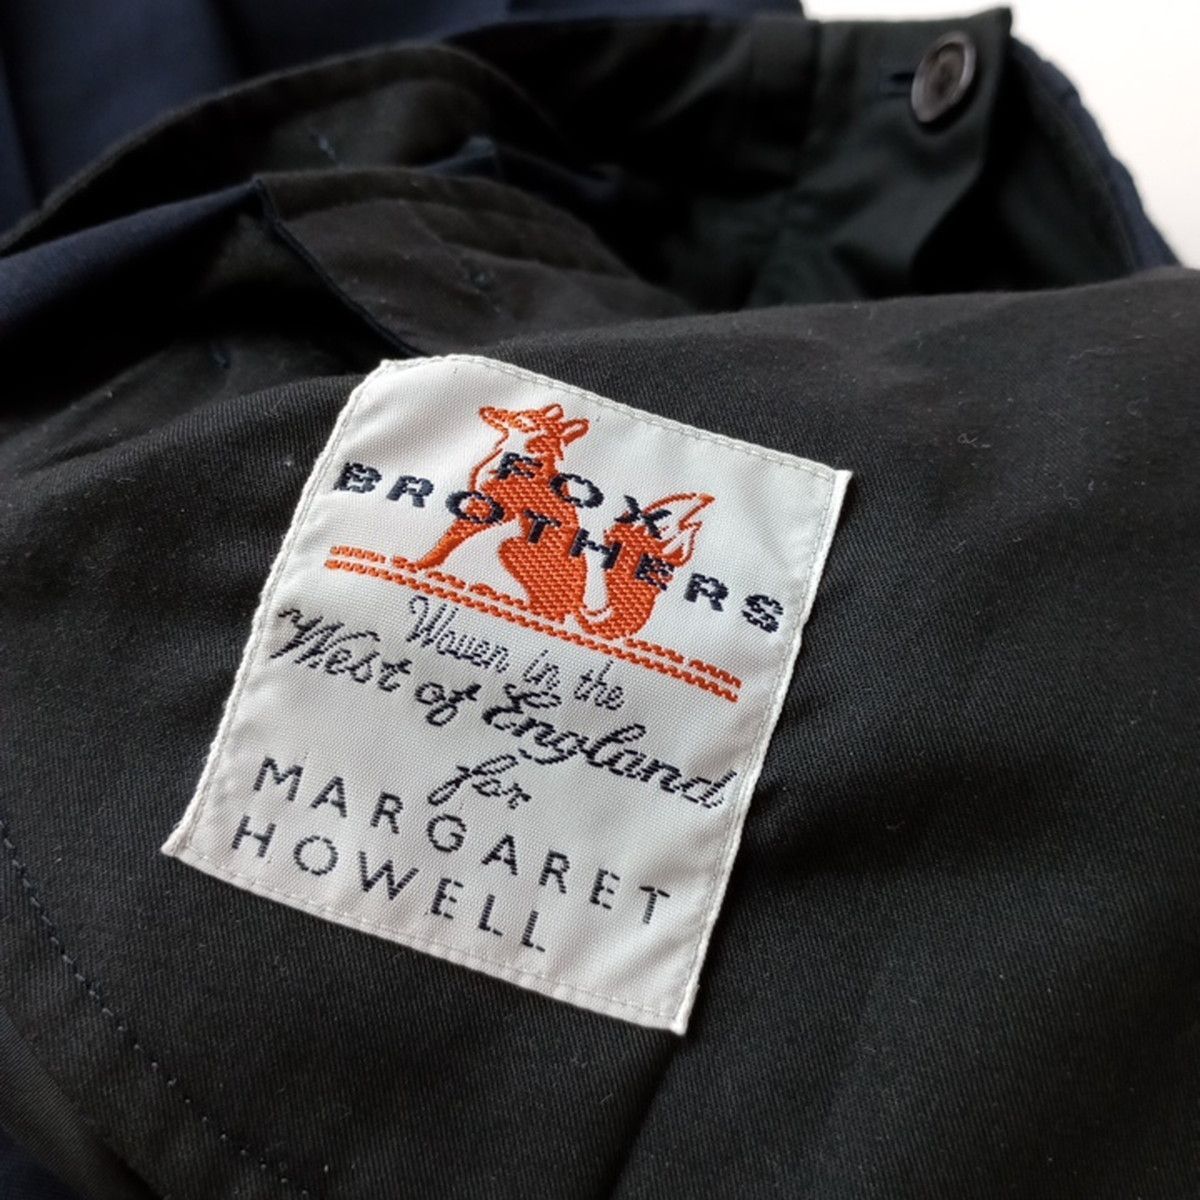 FOX
BROTHERS
Woven in the
West of England
for
MARGARET
HOWELL